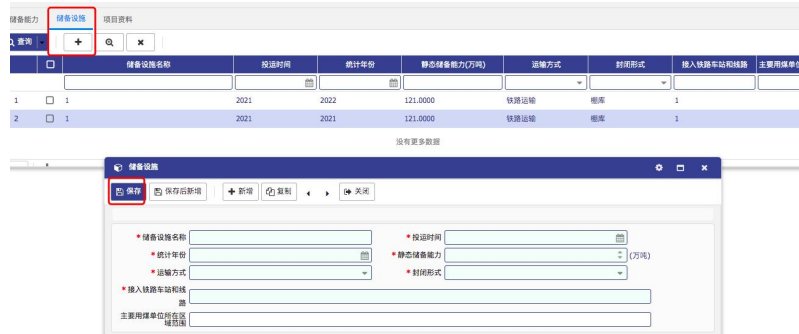 储备能力 储备设施 项目资料
查询
储备设施名称 投运时间 统计年份 静态储备能力(万吨) 运输方式 封闭形式 接入铁路车站和线路 主要用煤单位
1 1 2021 2022 121.0000 铁路运输 棚库 1
2 1 2021 2021 121.0000 铁路运输 棚库 1
没有更多数据
储备设施
保存 保存后新增 新增 复制 关闭
*储备设施名称 *投运时间
*统计年份 *静态储备能力 (万吨)
*运输方式 *封闭形式
*接入铁路车站和线
路
主要用煤单位所在区
域范围